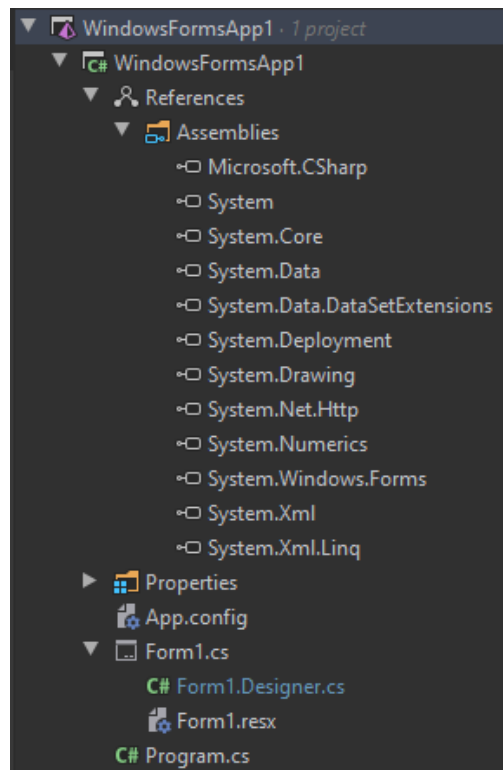 WindowsFormsApp1 · 1 project
C# WindowsFormsApp1
References
Assemblies
Microsoft.CSharp
System
System.Core
System.Data
System.Data.DataSetExtensions
System.Deployment
System.Drawing
System.Net.Http
System.Numerics
System.Windows.Forms
System.Xml
System.Xml.Linq
Properties
App.config
Form1.cs
C# Form1.Designer.cs
Form1.resx
C# Program.cs